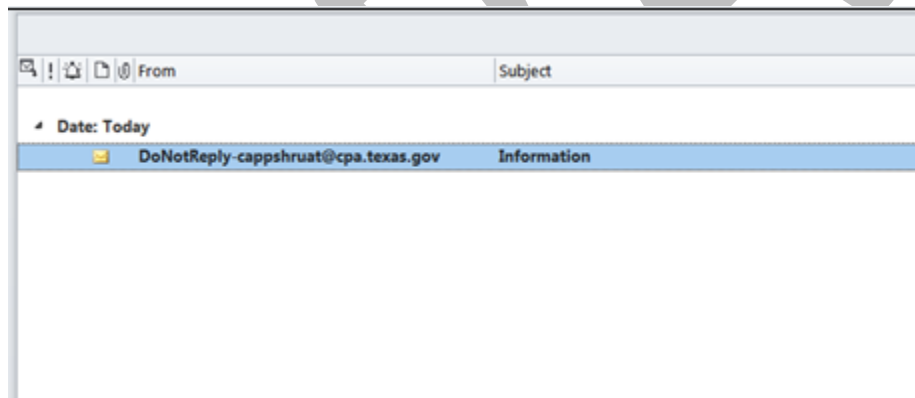 ! From Subject
Date: Today
DoNotReply-cappshruat@cpa.texas.gov Information